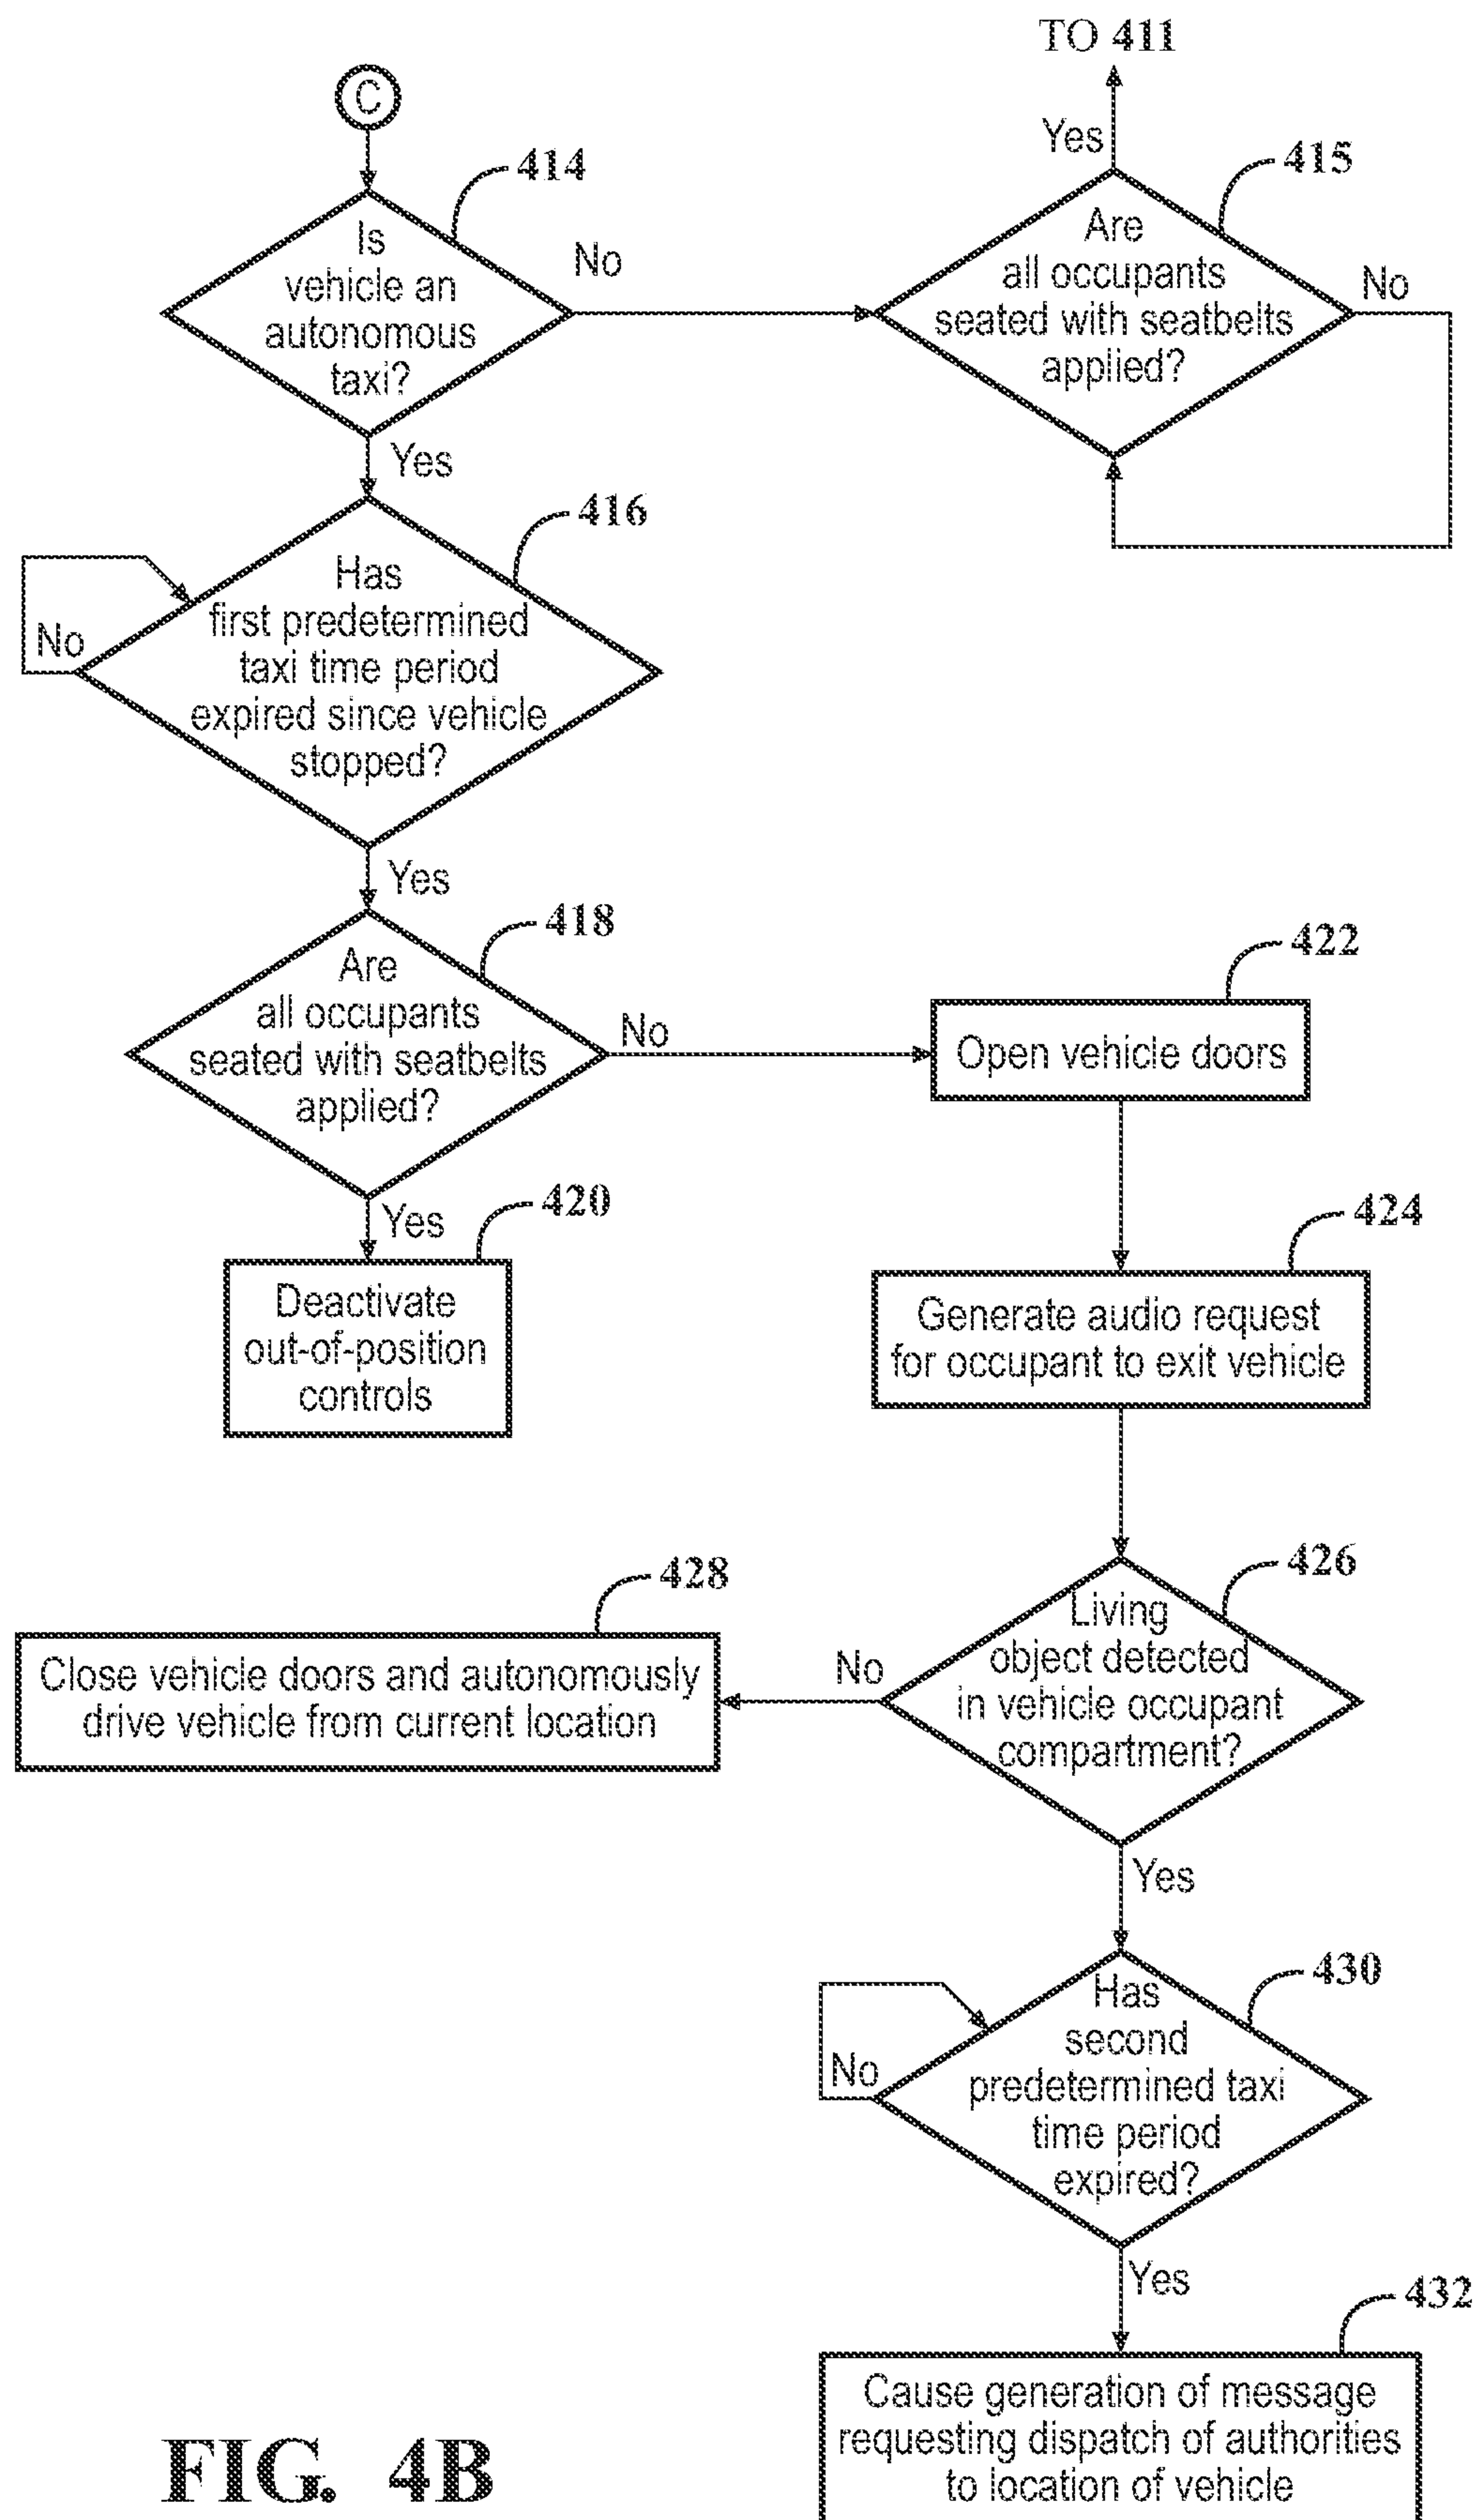 TO 411
C
Yes
414
415
Is
vehicle an
autonomous
taxi?
No
Are
all occupants
seated with seatbelts
applied?
No
Yes
416
Has
first predetermined
taxi time period
expired since vehicle
stopped?
No
Yes
418
Are
all occupants
seated with seatbelts
applied?
No
422
Open vehicle doors
Yes
420
Deactivate
out-of-position
controls
424
Generate audio request
for occupant to exit vehicle
426
Living
object detected
in vehicle occupant
compartment?
No
428
Close vehicle doors and autonomously
drive vehicle from current location
Yes
430
Has
second
predetermined taxi
time period
expired?
No
Yes
432
Cause generation of message
requesting dispatch of authorities
to location of vehicle
FIG. 4B